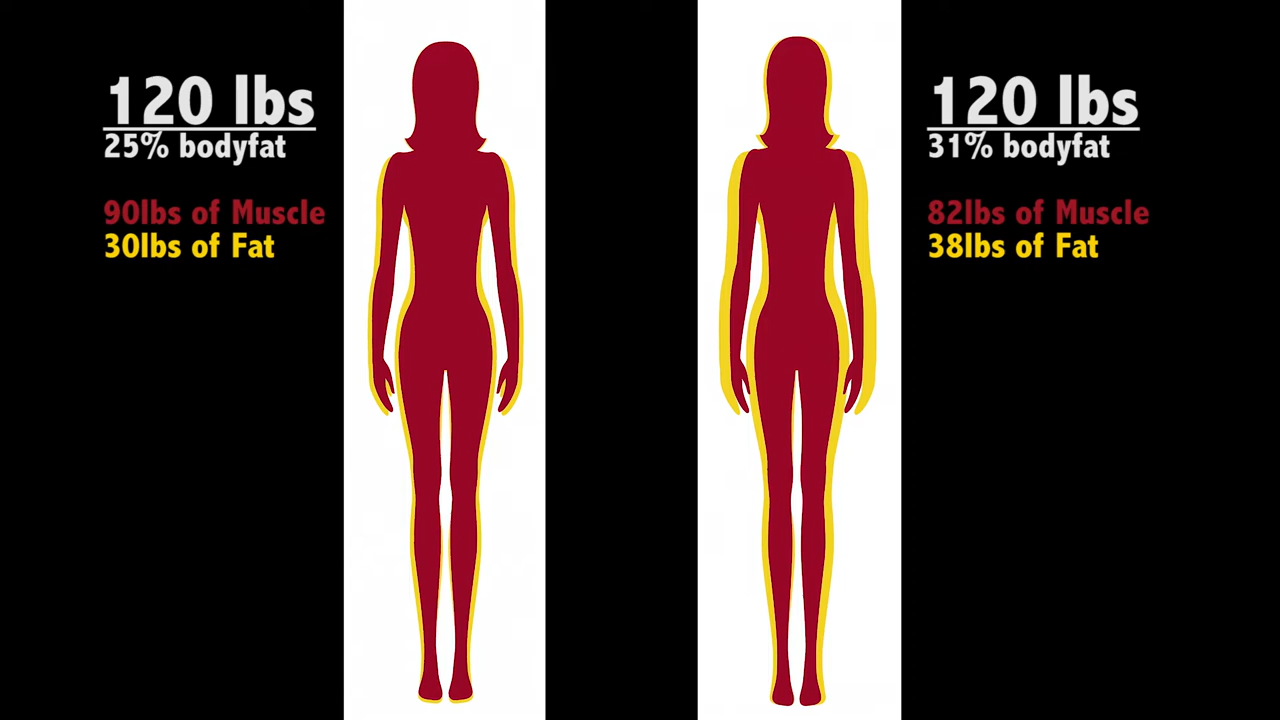 120 lbs
25% bodyfat
90lbs of Muscle
30lbs of Fat
120 lbs
31% bodyfat
82lbs of Muscle
38lbs of Fat